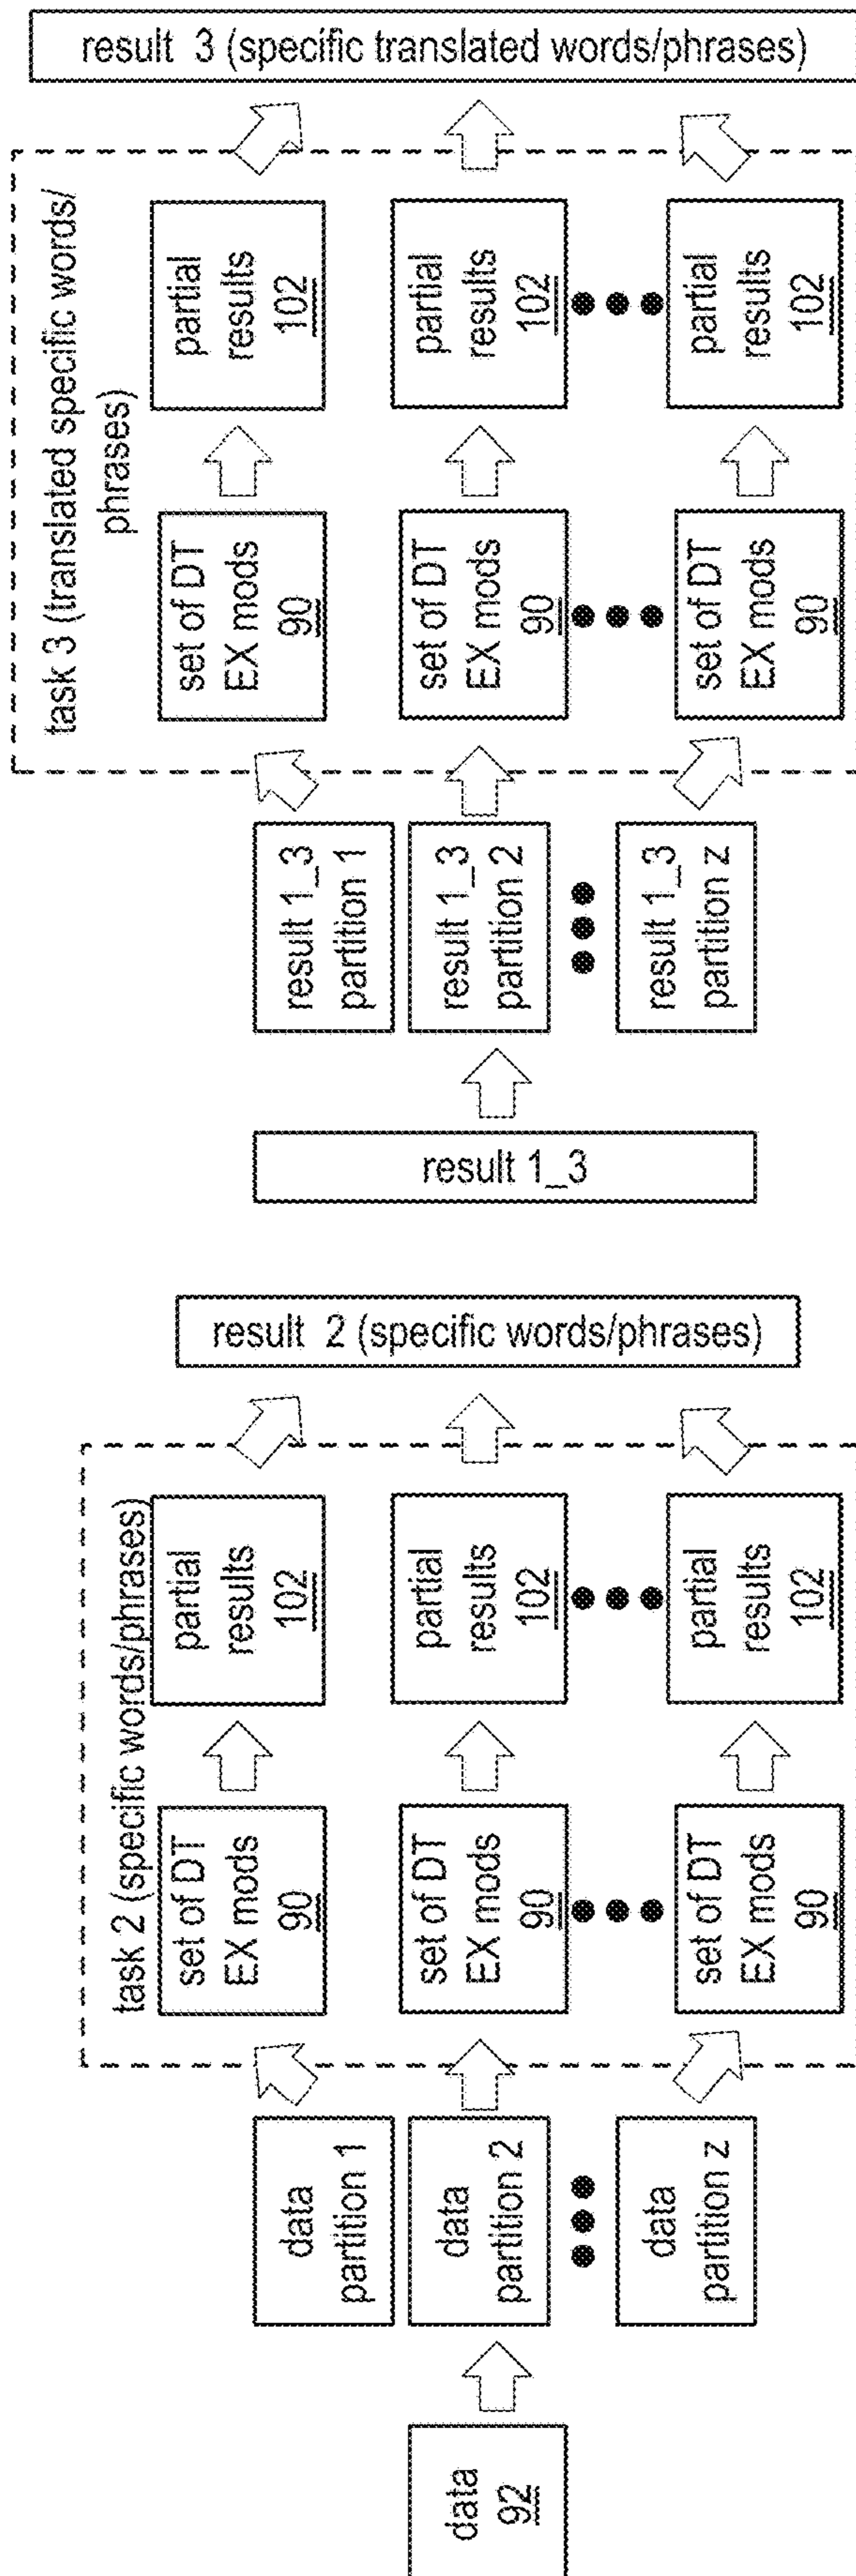 task 2 (specific words/phrases)
data
92
data
partition 1
data
partition 2
data
partition z
set of DT
EX mods
90
set of DT
EX mods
90
set of DT
EX mods
90
partial
results
102
partial
results
102
partial
results
102
result 2 (specific words/phrases)
task 3 (translated specific words/
phrases)
result 1_3
result 1_3
partition 1
result 1_3
partition 2
result 1_3
partition z
set of DT
EX mods
90
set of DT
EX mods
90
set of DT
EX mods
90
partial
results
102
partial
results
102
partial
results
102
result 3 (specific translated words/phrases)